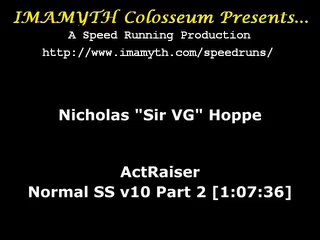 IMAMYTH Colosseum Presents...
A Speed Running Production
http://www.imamyth.com/speedruns/
Nicholas "Sir VG" Hoppe
ActRaiser
Normal SS v10 Part 2 [1:07:36]